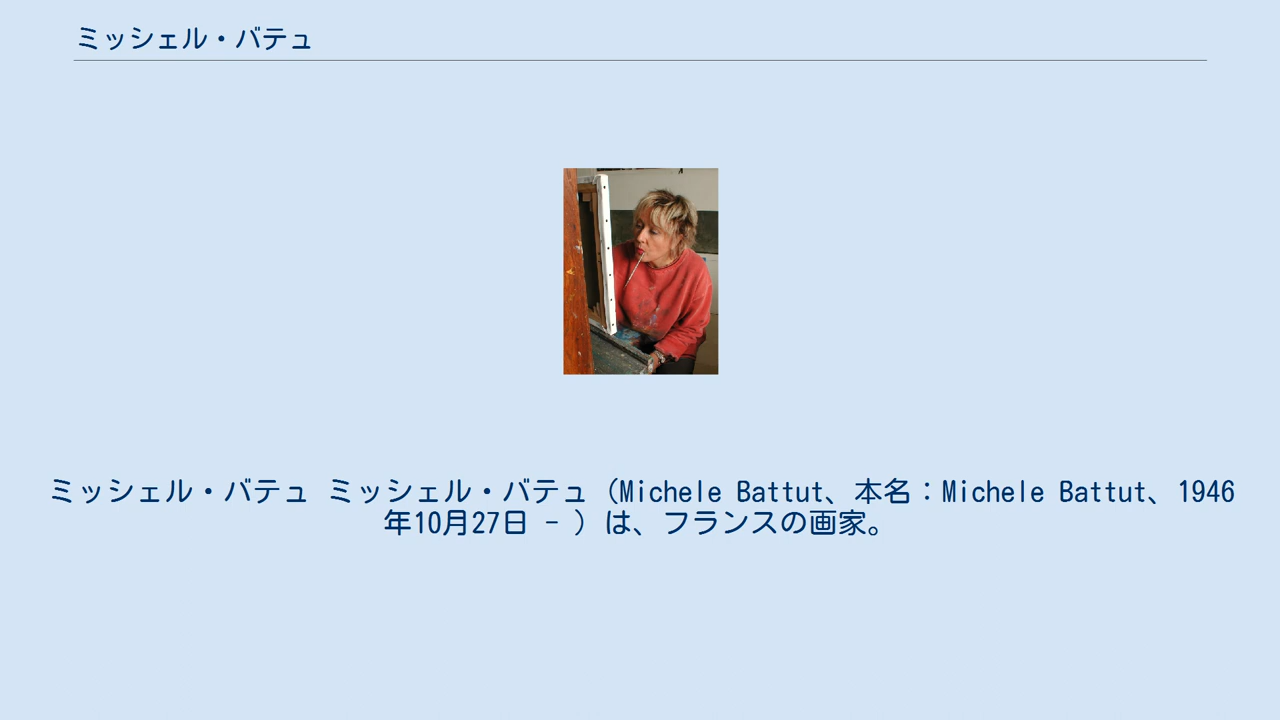 ミッシェル・バテュ
ミッシェル・バテュ ミッシェル・バテュ（Michele Battut、本名：Michele Battut、1946
年10月27日 - ）は、フランスの画家。